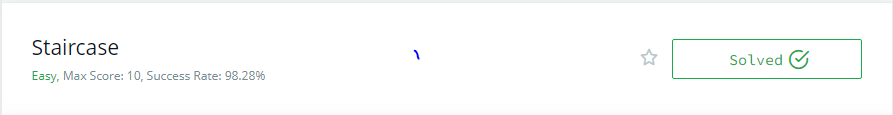 Staircase
Solved
Easy, Max Score: 10, Success Rate: 98.28%